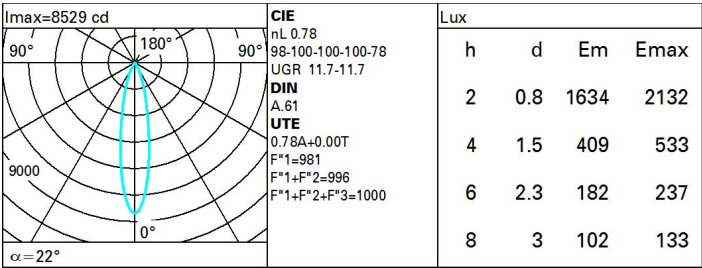 Imax=8529 cd
90°
180°
90°
9000
0°
α=22°
CIE
nL 0.78
98-100-100-100-78
UGR 11.7-11.7
DIN
A.61
UTE
0.78A+0.00T
F"1=981
F"1+F"2=996
F"1+F"2+F"3=1000
Lux
h d Em Emax
2 0.8 1634 2132
4 1.5 409 533
6 2.3 182 237
8 3 102 133